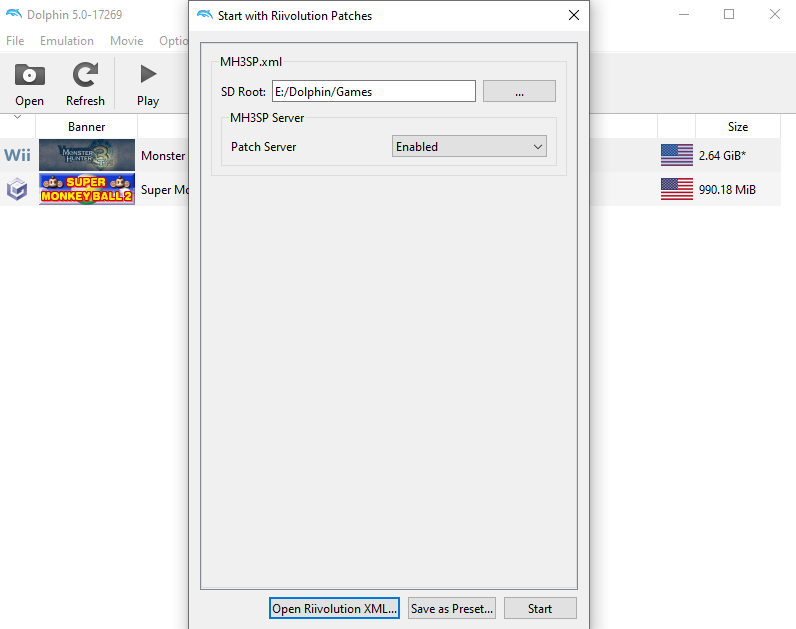 Dolphin 5.0-17269
Start with Riivolution Patches
File Emulation Movie Optio
MH3SP.xml
SD Root: E:/Dolphin/Games ...
Open Refresh Play
MH3SP Server
Banner Size
Patch Server Enabled
Wii MONSTER HUNTER 3 Monster 2.64 GiB*
SUPER MONKEY BALL 2 Super Mo 990.18 MiB
Open Riivolution XML... Save as Preset... Start